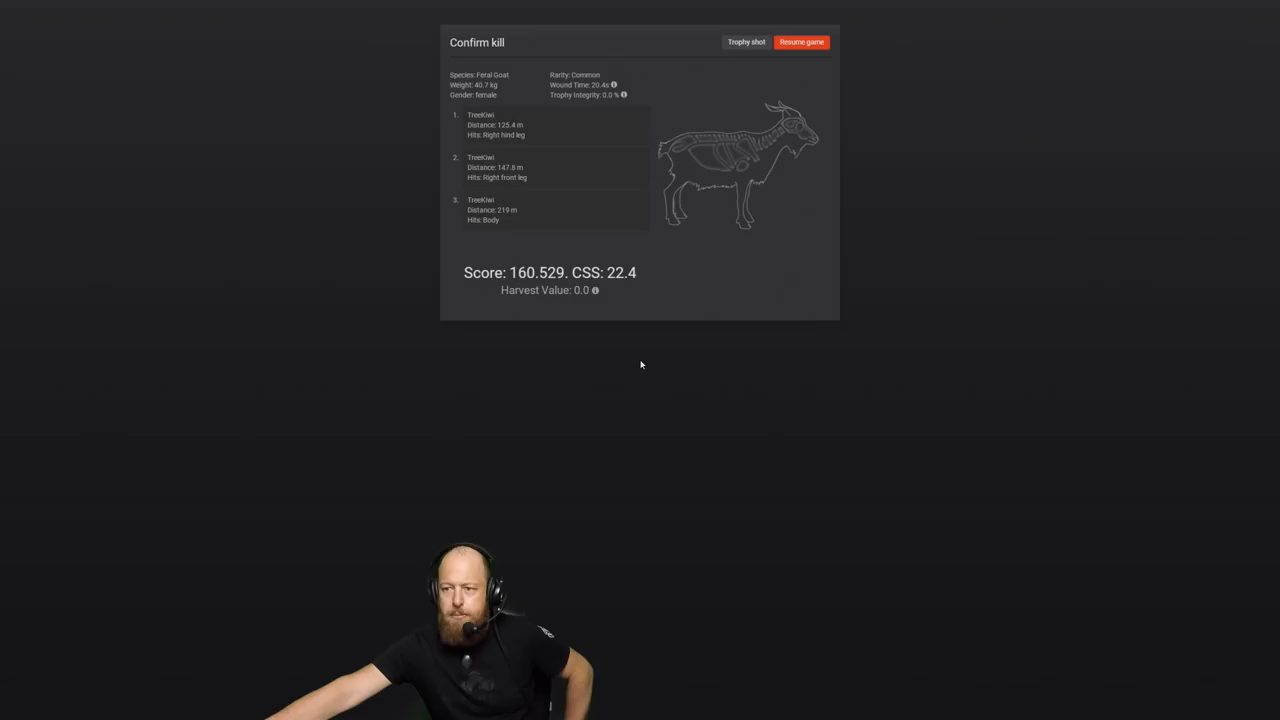 Confirm kill
Trophy shot
Resume game
Species: Feral Goat
Weight: 40.7 kg
Gender: female
Rarity: Common
Wound Time: 20.4s
Trophy Integrity: 0.0 %
1. TreeKiwi
Distance: 125.4 m
Hits: Right hind leg
2. TreeKiwi
Distance: 147.8 m
Hits: Right front leg
3. TreeKiwi
Distance: 219 m
Hits: Body
Score: 160.529. CSS: 22.4
Harvest Value: 0.0